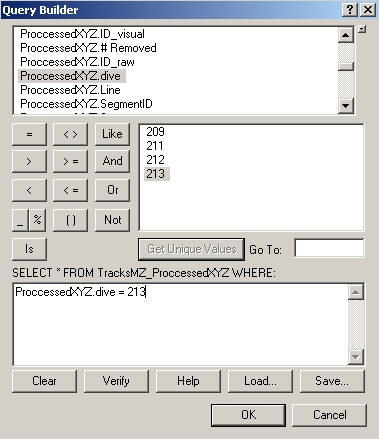 Query Builder
ProccessedXYZ.ID_visual
ProccessedXYZ.# Removed
ProccessedXYZ.ID_raw
ProccessedXYZ.dive
ProccessedXYZ.Line
ProccessedXYZ.SegmentID
= < > Like
> > = And
< < = Or
_ % ( ) Not
Is
209
211
212
213
Get Unique Values Go To:
SELECT * FROM TracksMZ_ProccessedXYZ WHERE:
ProccessedXYZ.dive = 213
Clear Verify Help Load... Save...
OK Cancel